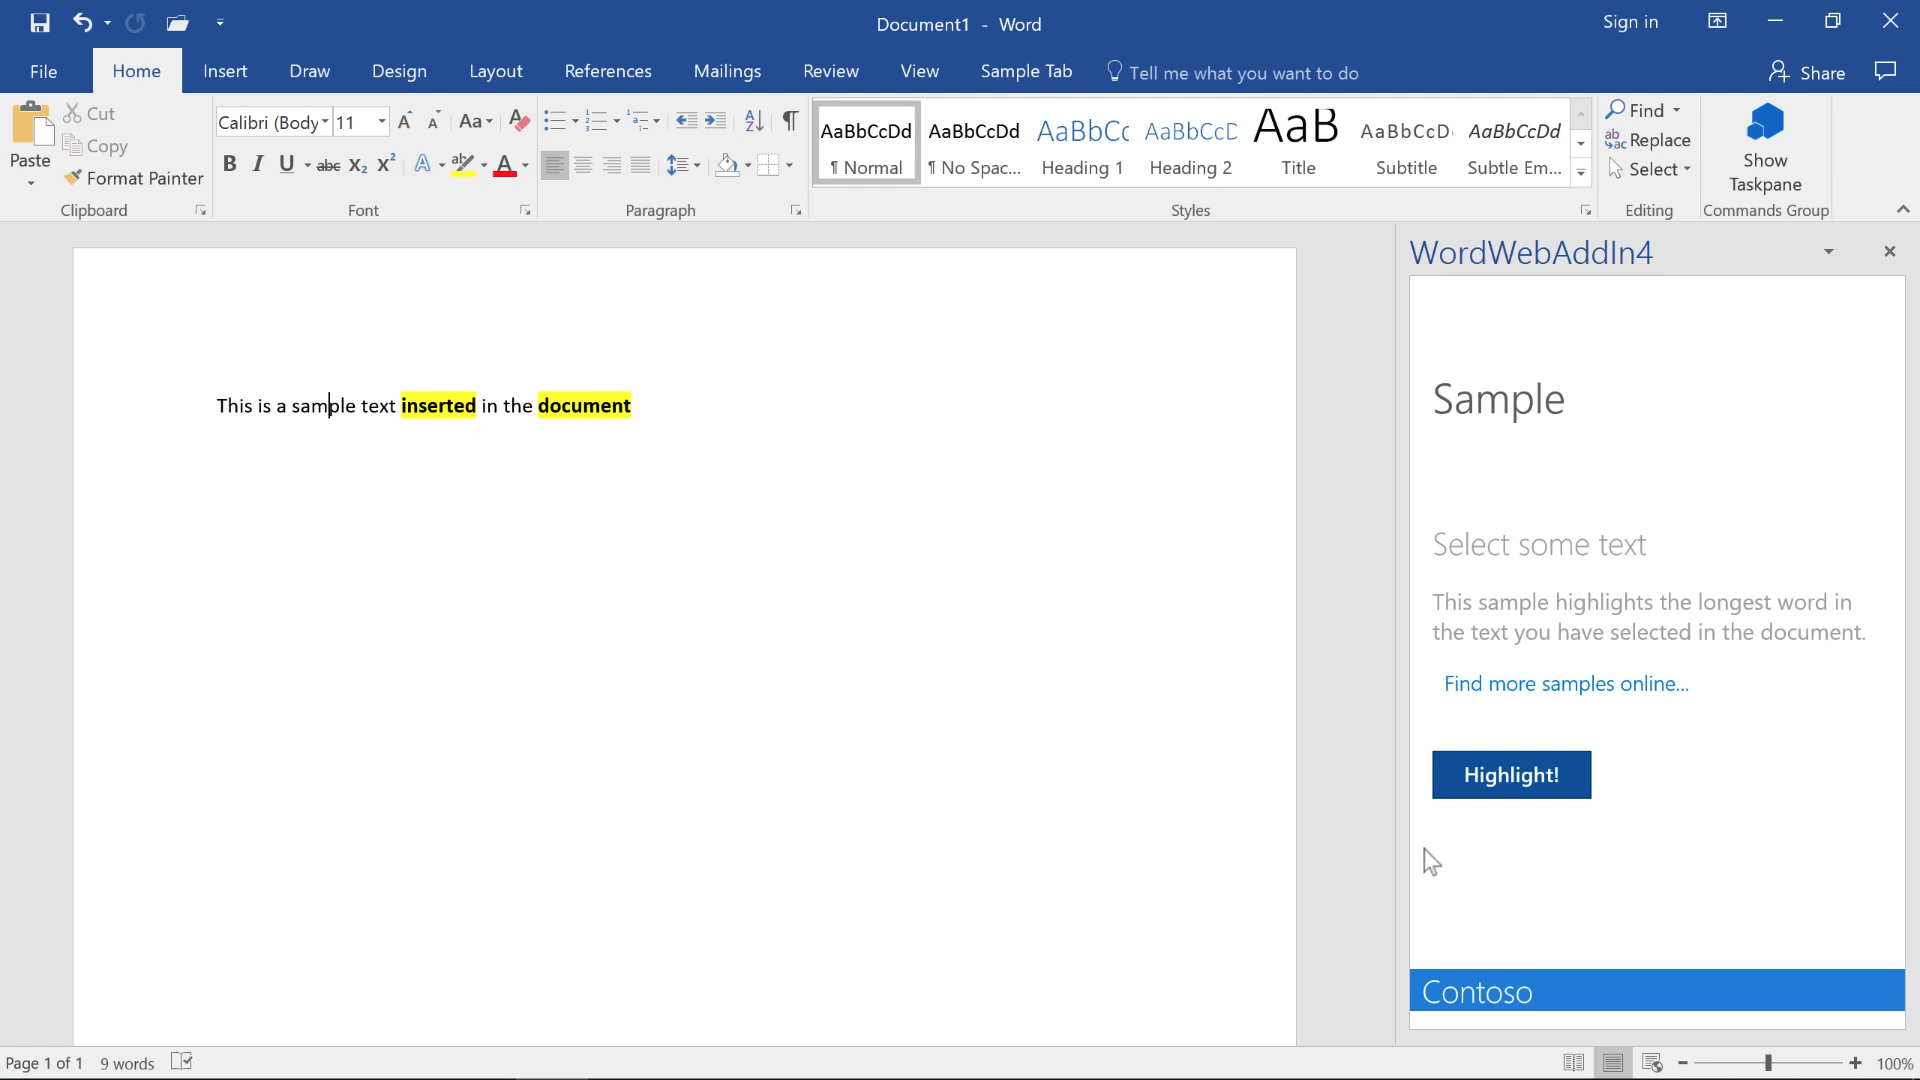 Document1 - Word
Sign in
File Home Insert Draw Design Layout References Mailings Review View Sample Tab Tell me what you want to do Share
Paste
Cut
Copy
Format Painter
Clipboard
Calibri (Body 11
Aa
B I U abc X₂ X² A ab A
Font
Paragraph
AaBbCcDd AaBbCcDd AaBbCc AaBbCcD AaB AaBbCcD AaBbCcDd
¶ Normal ¶ No Spac... Heading 1 Heading 2 Title Subtitle Subtle Em...
Styles
Find
Replace
Select
Editing
Show
Taskpane
Commands Group
This is a sample text inserted in the document
WordWebAddIn4
Sample
Select some text
This sample highlights the longest word in
the text you have selected in the document.
Find more samples online...
Highlight!
Contoso
Page 1 of 1 9 words 100%